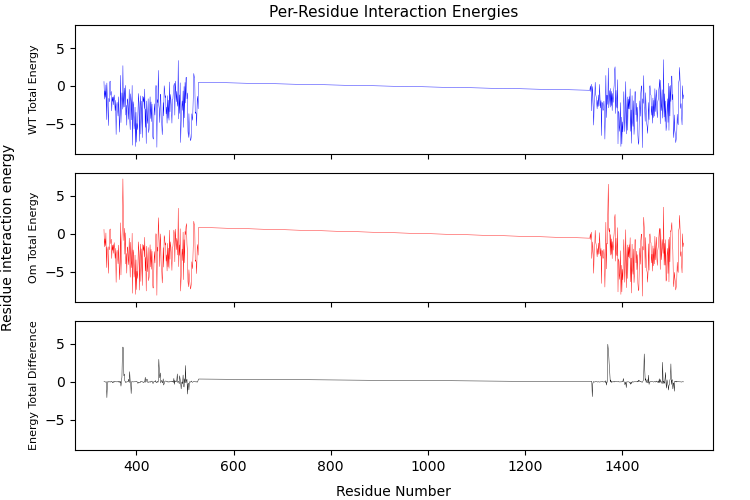 Per-Residue Interaction Energies
Residue interaction energy
WT Total Energy
5
0
−5
Om Total Energy
5
0
−5
Energy Total Difference
5
0
−5
400 600 800 1000 1200 1400
Residue Number